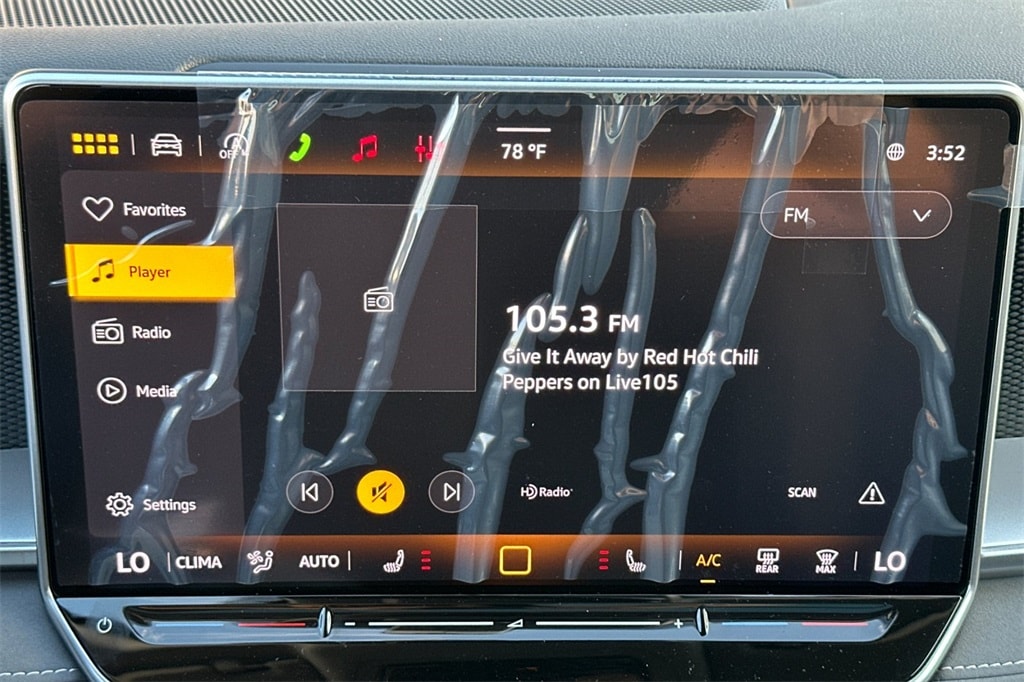 OFF
78 °F
3:52
Favorites
FM
Player
Radio
105.3 FM
Give It Away by Red Hot Chili
Peppers on Live105
Media
HD Radio
SCAN
Settings
LO
CLIMA
AUTO
A/C
REAR
MAX
LO
- +